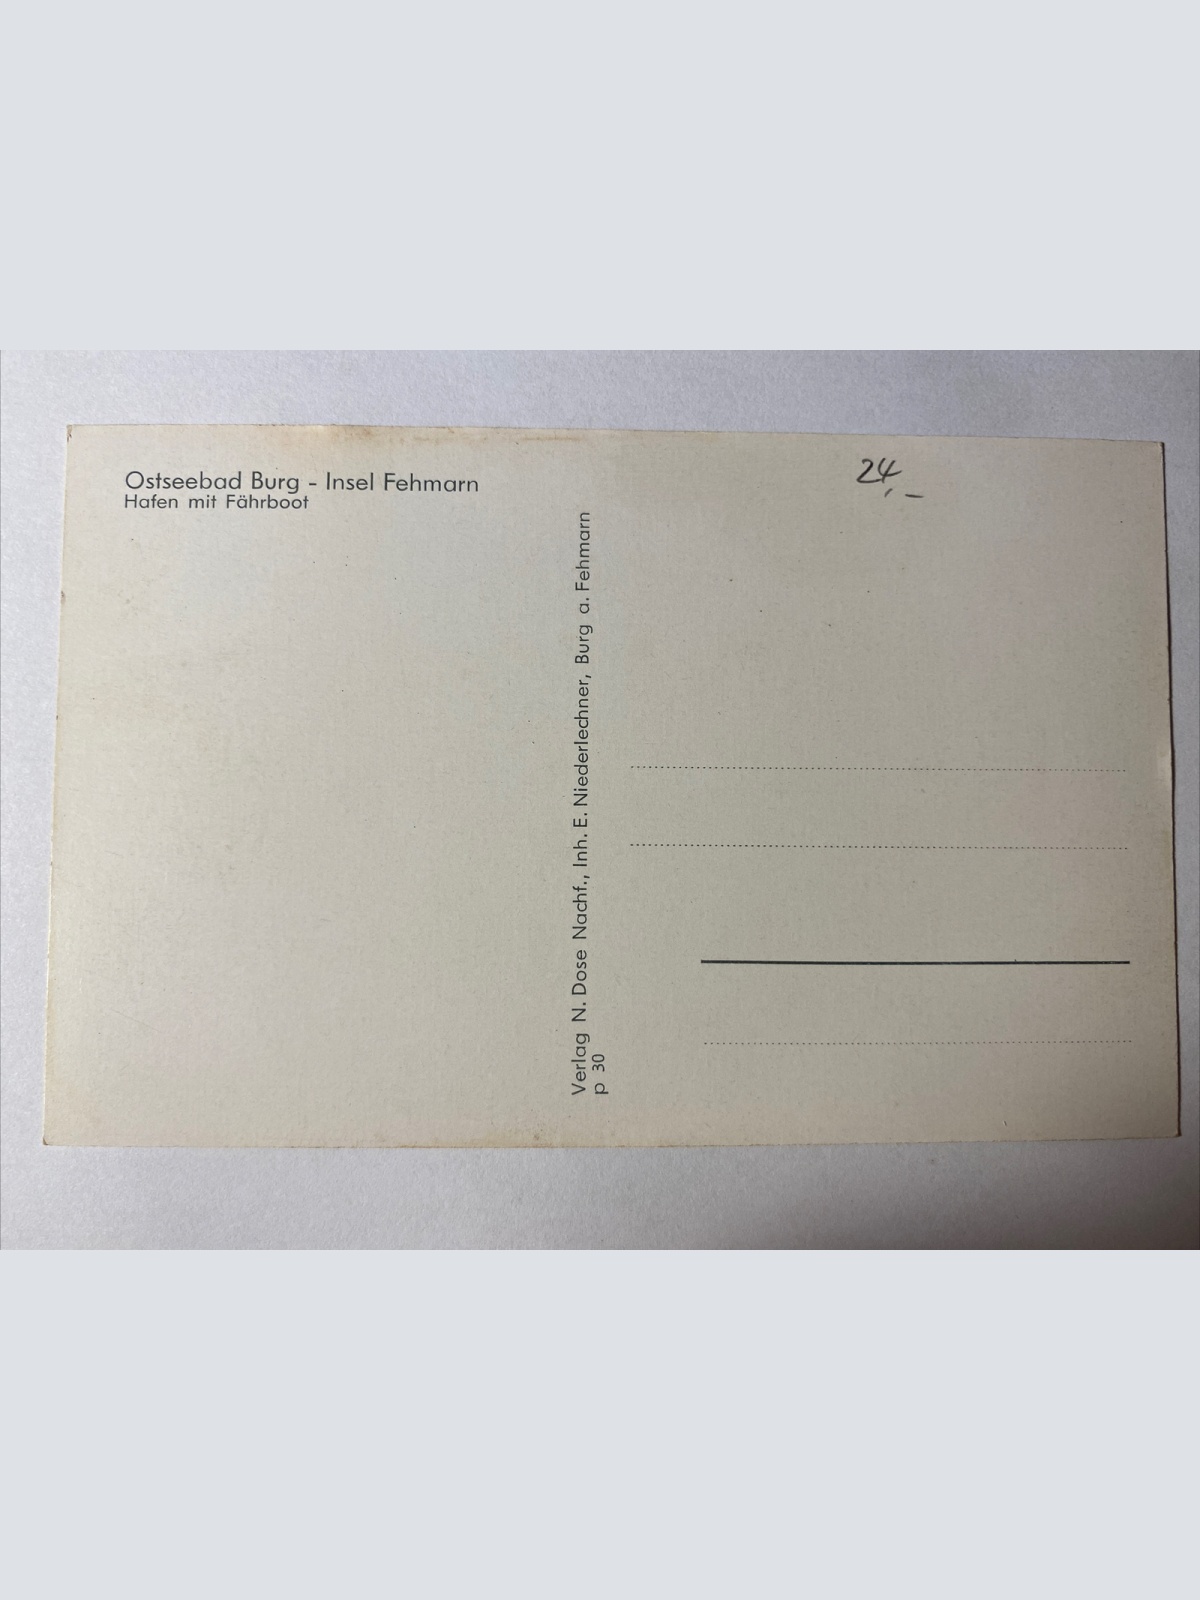 Ostseebad Burg - Insel Fehmarn
Hafen mit Fährboot
24,-
Verlag N. Dose Nachf., Inh. E. Niederlechner, Burg a. Fehmarn
p 30